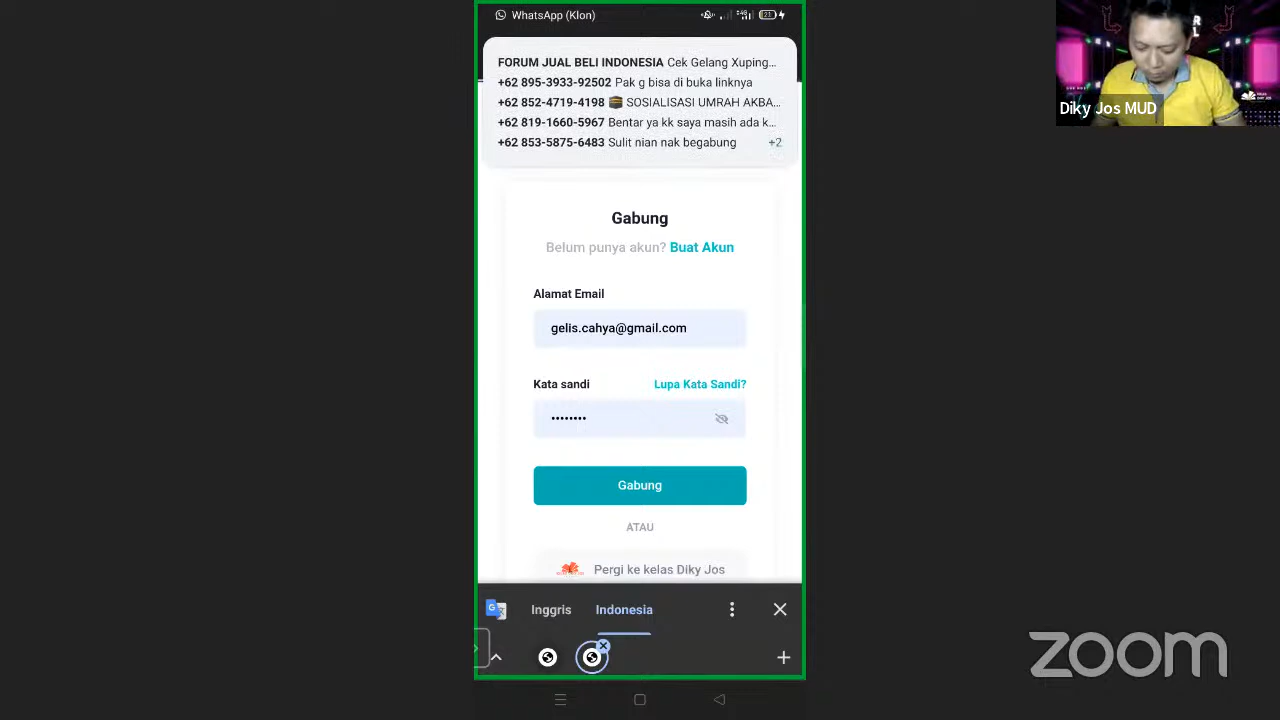 WhatsApp (Klon)
21
FORUM JUAL BELI INDONESIA Cek Gelang Xuping...
+62 895-3933-92502 Pak g bisa di buka linknya
+62 852-4719-4198 🕋 SOSIALISASI UMRAH AKBA...
+62 819-1660-5967 Bentar ya kk saya masih ada k...
+62 853-5875-6483 Sulit nian nak begabung +2
Diky Jos MUD
Gabung
Belum punya akun? Buat Akun
Alamat Email
gelis.cahya@gmail.com
Kata sandi Lupa Kata Sandi?
••••••••
Gabung
ATAU
Pergi ke kelas Diky Jos
Inggris Indonesia
zoom